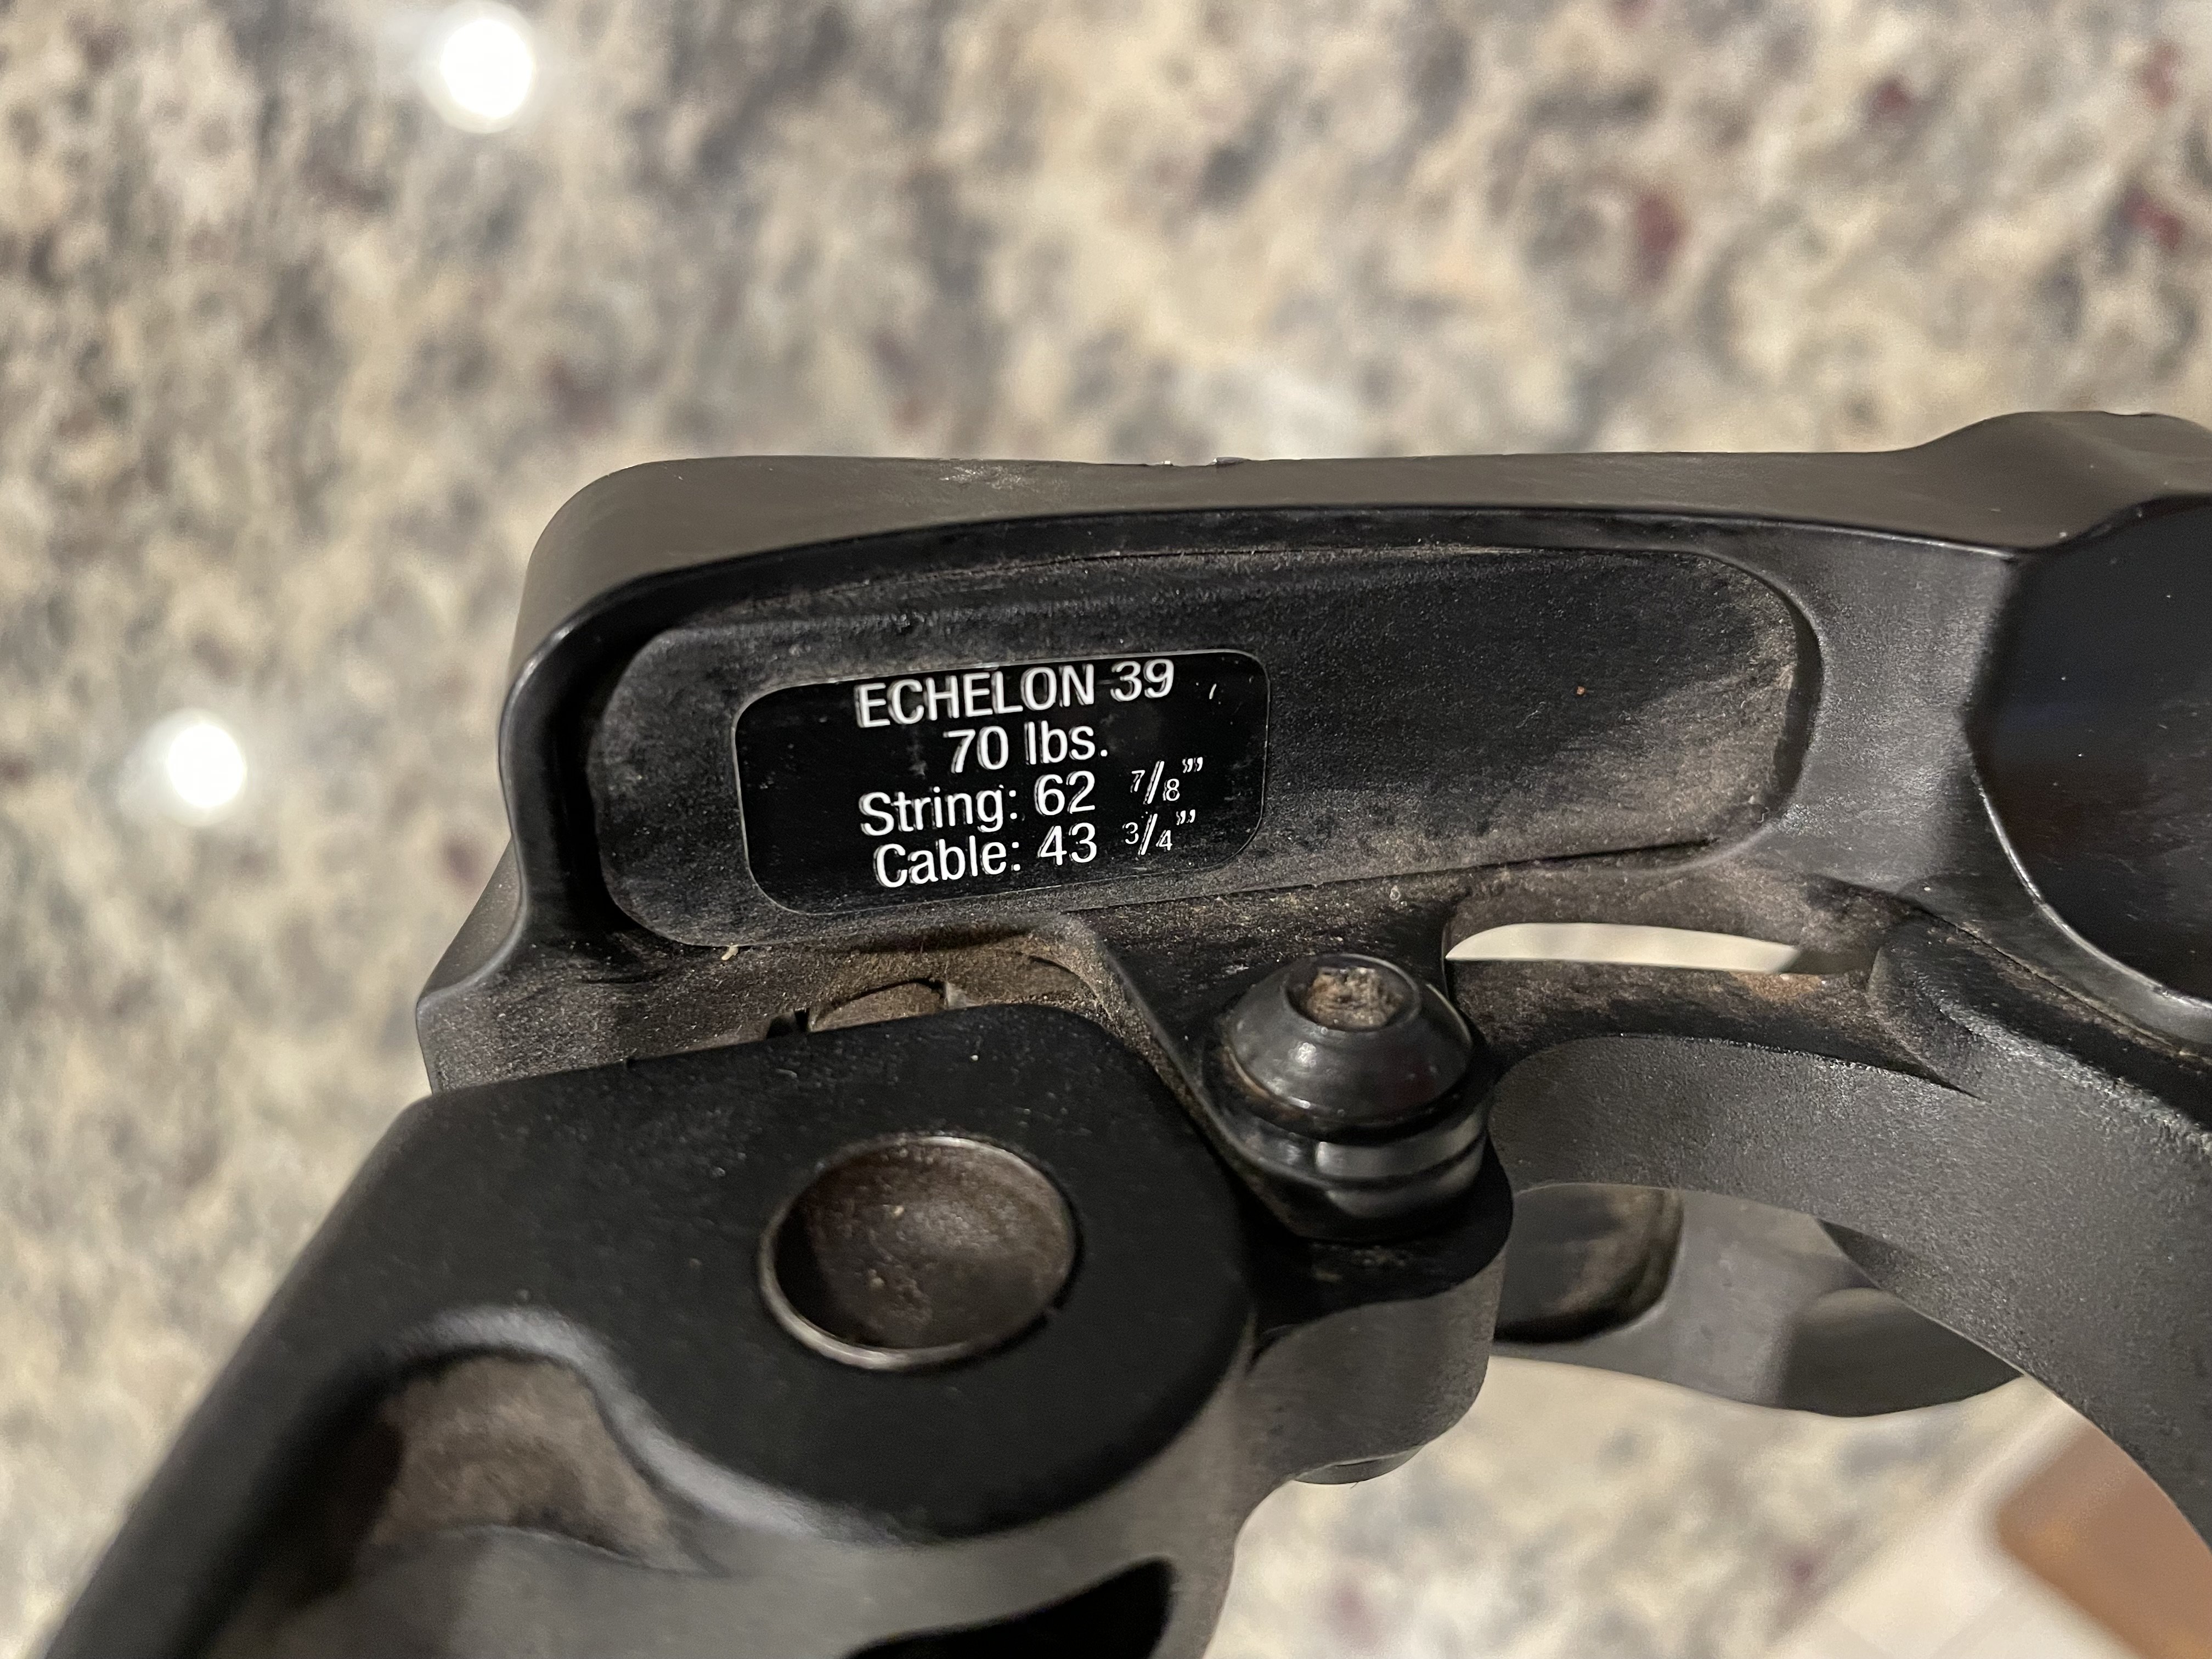 ECHELON 39
70 lbs.
String: 62 7/8"
Cable: 43 3/4"